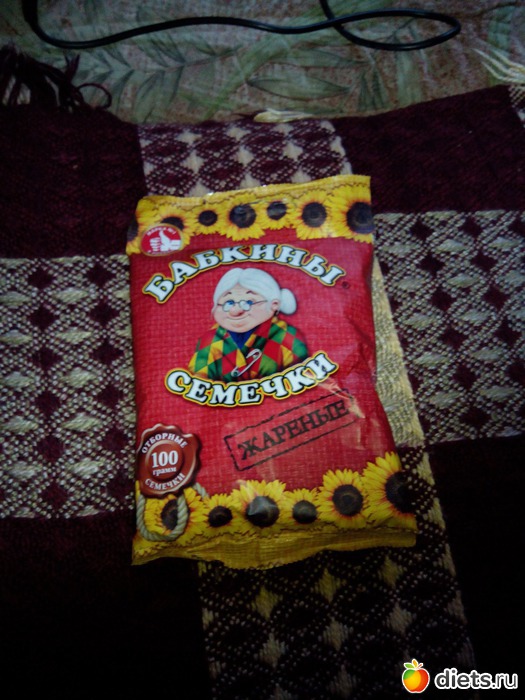 БАБКИНЫ
®
СЕМЕЧКИ
ЖАРЕНЫЕ
ОТБОРНЫЕ
100
грамм
СЕМЕЧКИ
diets.ru